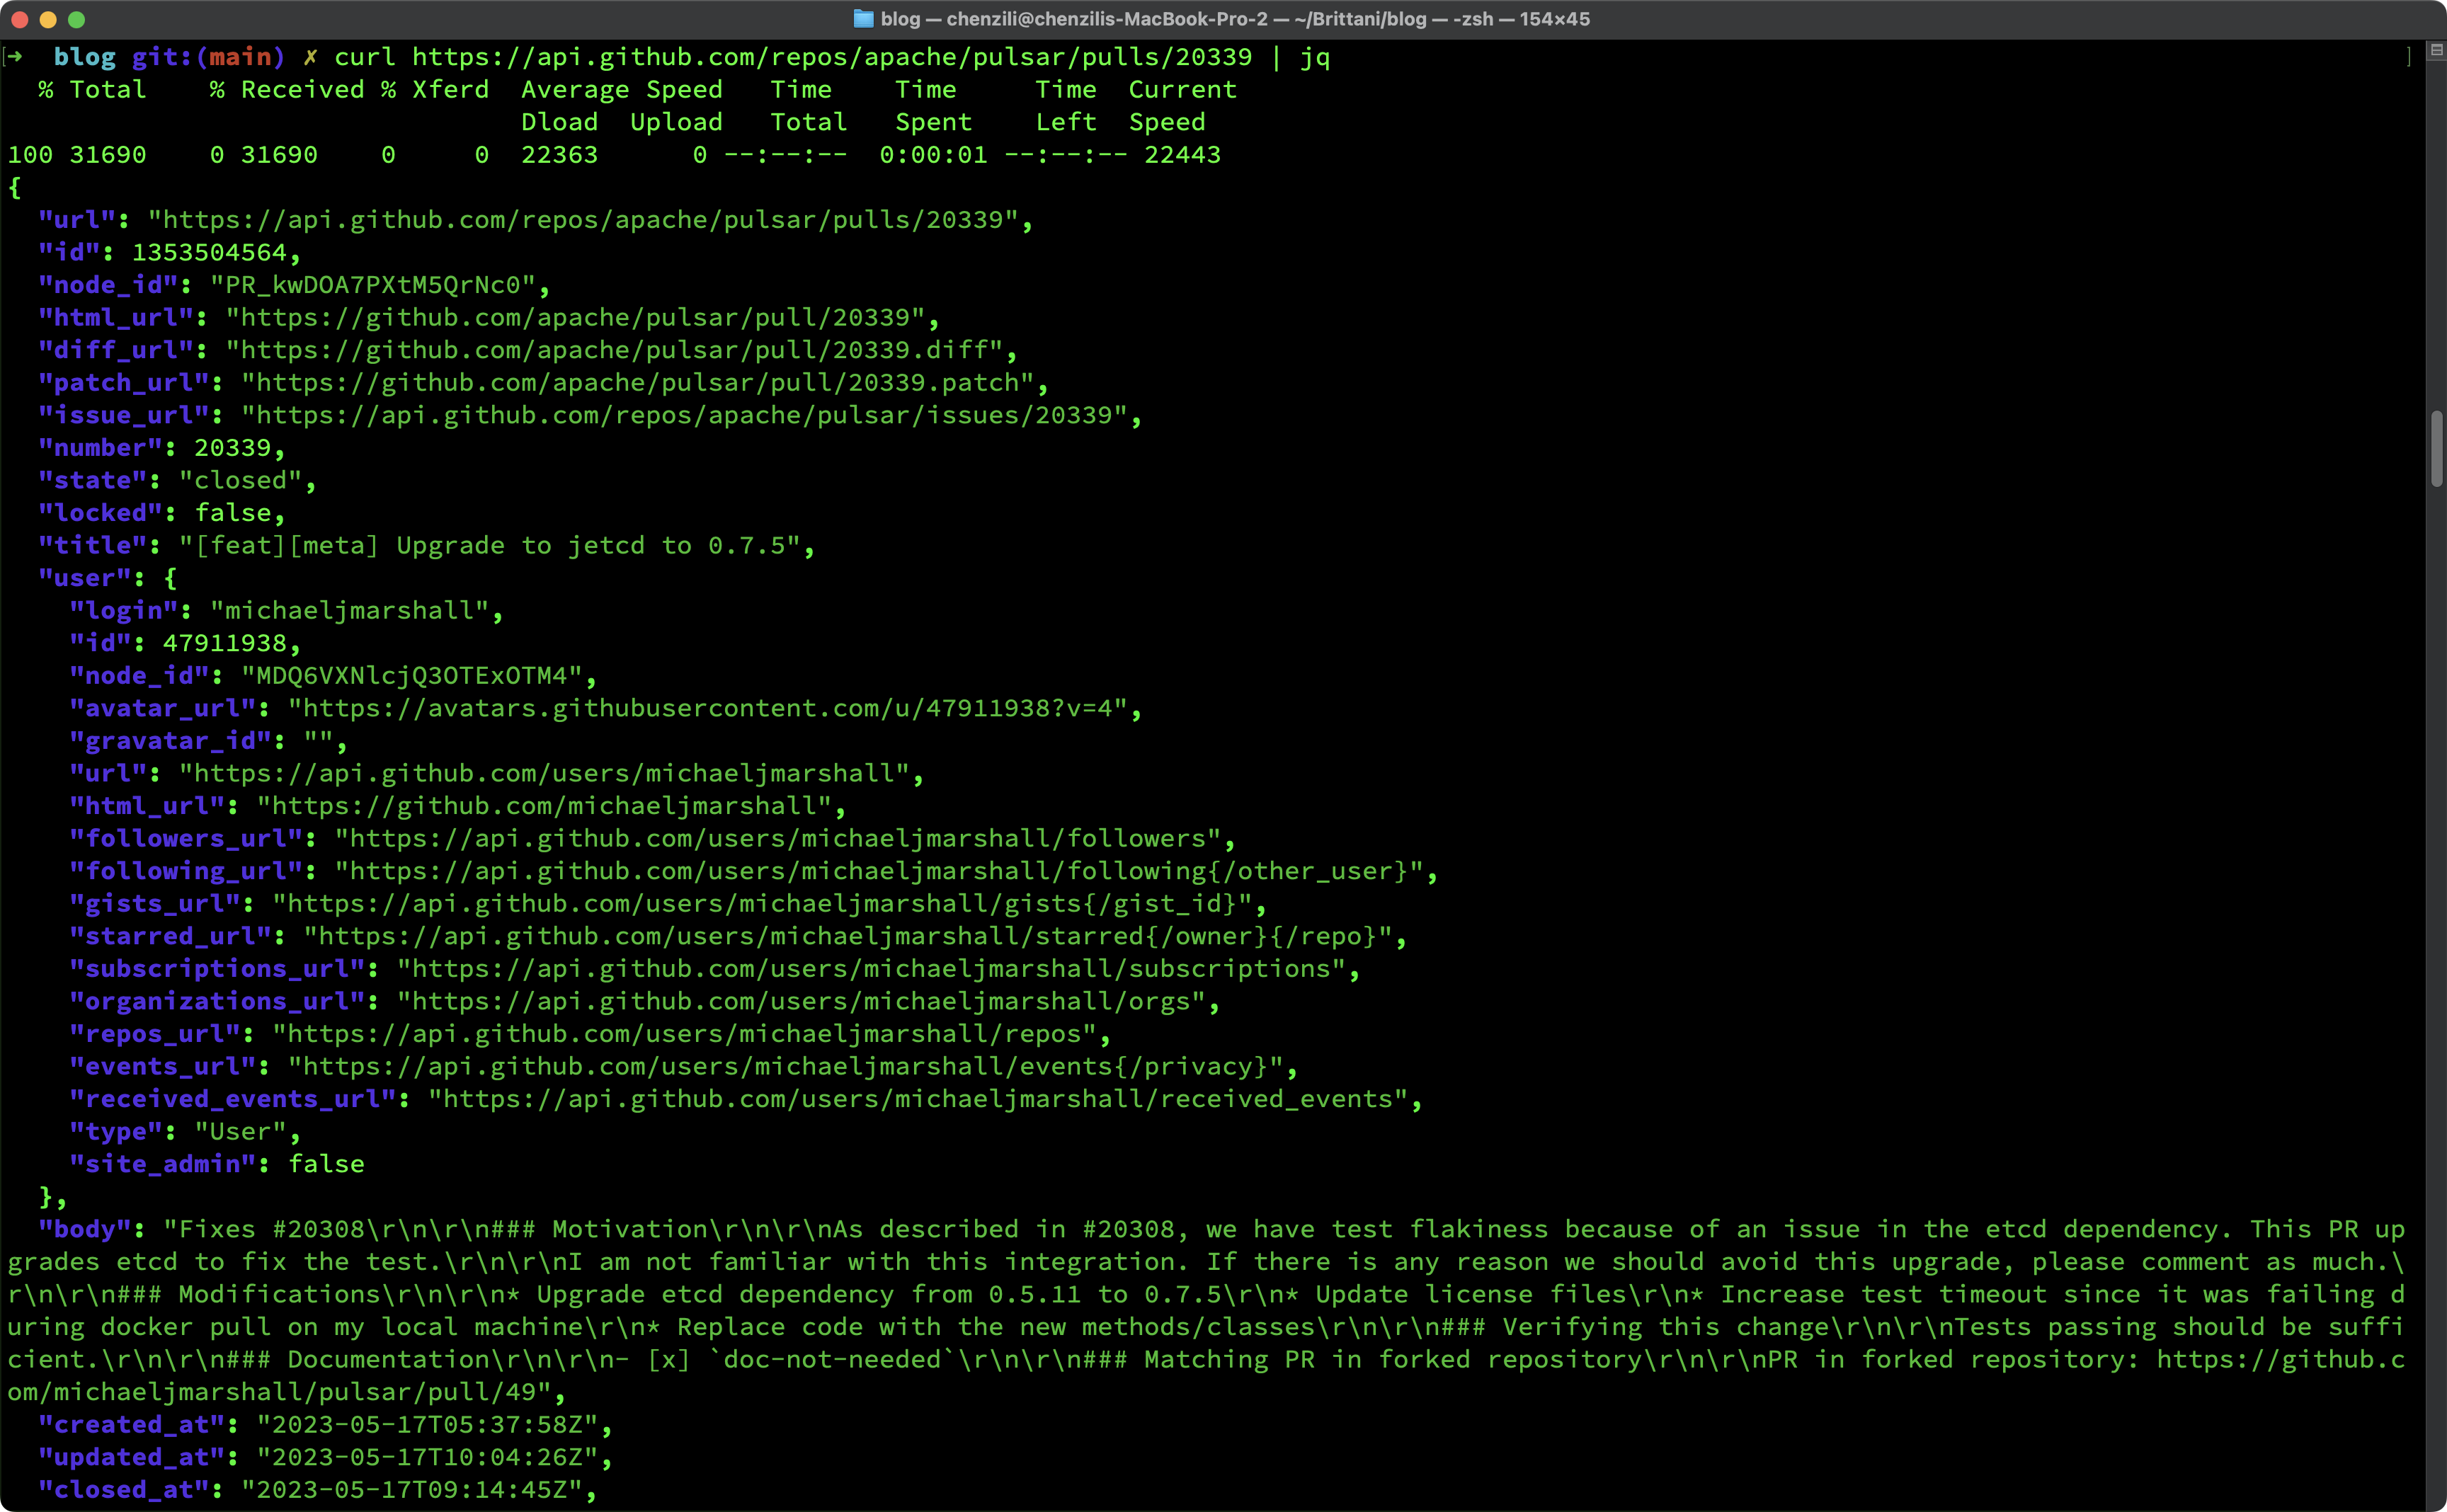 blog — chenzili@chenzilis-MacBook-Pro-2 — ~/Brittani/blog — -zsh — 154×45
[➜  blog git:(main) ✗ curl https://api.github.com/repos/apache/pulsar/pulls/20339 | jq ]
  % Total    % Received % Xferd  Average Speed   Time    Time     Time  Current
                                 Dload  Upload   Total   Spent    Left  Speed
100 31690    0 31690    0     0  22363      0 --:--:--  0:00:01 --:--:-- 22443
{
  "url": "https://api.github.com/repos/apache/pulsar/pulls/20339",
  "id": 1353504564,
  "node_id": "PR_kwDOA7PXtM5QrNc0",
  "html_url": "https://github.com/apache/pulsar/pull/20339",
  "diff_url": "https://github.com/apache/pulsar/pull/20339.diff",
  "patch_url": "https://github.com/apache/pulsar/pull/20339.patch",
  "issue_url": "https://api.github.com/repos/apache/pulsar/issues/20339",
  "number": 20339,
  "state": "closed",
  "locked": false,
  "title": "[feat][meta] Upgrade to jetcd to 0.7.5",
  "user": {
    "login": "michaeljmarshall",
    "id": 47911938,
    "node_id": "MDQ6VXNlcjQ3OTExOTM4",
    "avatar_url": "https://avatars.githubusercontent.com/u/47911938?v=4",
    "gravatar_id": "",
    "url": "https://api.github.com/users/michaeljmarshall",
    "html_url": "https://github.com/michaeljmarshall",
    "followers_url": "https://api.github.com/users/michaeljmarshall/followers",
    "following_url": "https://api.github.com/users/michaeljmarshall/following{/other_user}",
    "gists_url": "https://api.github.com/users/michaeljmarshall/gists{/gist_id}",
    "starred_url": "https://api.github.com/users/michaeljmarshall/starred{/owner}{/repo}",
    "subscriptions_url": "https://api.github.com/users/michaeljmarshall/subscriptions",
    "organizations_url": "https://api.github.com/users/michaeljmarshall/orgs",
    "repos_url": "https://api.github.com/users/michaeljmarshall/repos",
    "events_url": "https://api.github.com/users/michaeljmarshall/events{/privacy}",
    "received_events_url": "https://api.github.com/users/michaeljmarshall/received_events",
    "type": "User",
    "site_admin": false
  },
  "body": "Fixes #20308\r\n\r\n### Motivation\r\n\r\nAs described in #20308, we have test flakiness because of an issue in the etcd dependency. This PR up
grades etcd to fix the test.\r\n\r\nI am not familiar with this integration. If there is any reason we should avoid this upgrade, please comment as much.\
r\n\r\n### Modifications\r\n\r\n* Upgrade etcd dependency from 0.5.11 to 0.7.5\r\n* Update license files\r\n* Increase test timeout since it was failing d
uring docker pull on my local machine\r\n* Replace code with the new methods/classes\r\n\r\n### Verifying this change\r\n\r\nTests passing should be suffi
cient.\r\n\r\n### Documentation\r\n\r\n- [x] `doc-not-needed`\r\n\r\n### Matching PR in forked repository\r\n\r\nPR in forked repository: https://github.c
om/michaeljmarshall/pulsar/pull/49",
  "created_at": "2023-05-17T05:37:58Z",
  "updated_at": "2023-05-17T10:04:26Z",
  "closed_at": "2023-05-17T09:14:45Z",